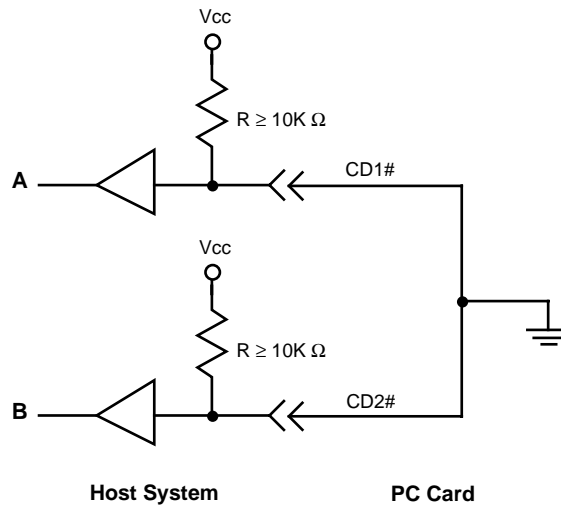 Vcc
R ≥ 10K Ω
A
CD1#
Vcc
R ≥ 10K Ω
B
CD2#
Host System
PC Card